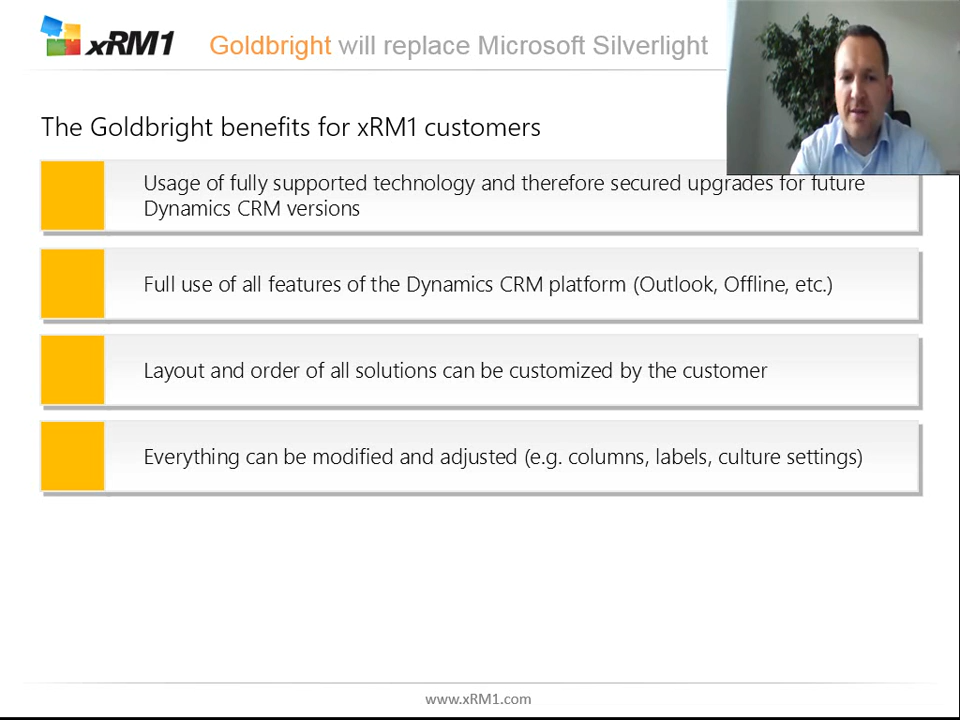 xRM1
Goldbright will replace Microsoft Silverlight
The Goldbright benefits for xRM1 customers
Usage of fully supported technology and therefore secured upgrades for future
Dynamics CRM versions
Full use of all features of the Dynamics CRM platform (Outlook, Offline, etc.)
Layout and order of all solutions can be customized by the customer
Everything can be modified and adjusted (e.g. columns, labels, culture settings)
www.xRM1.com